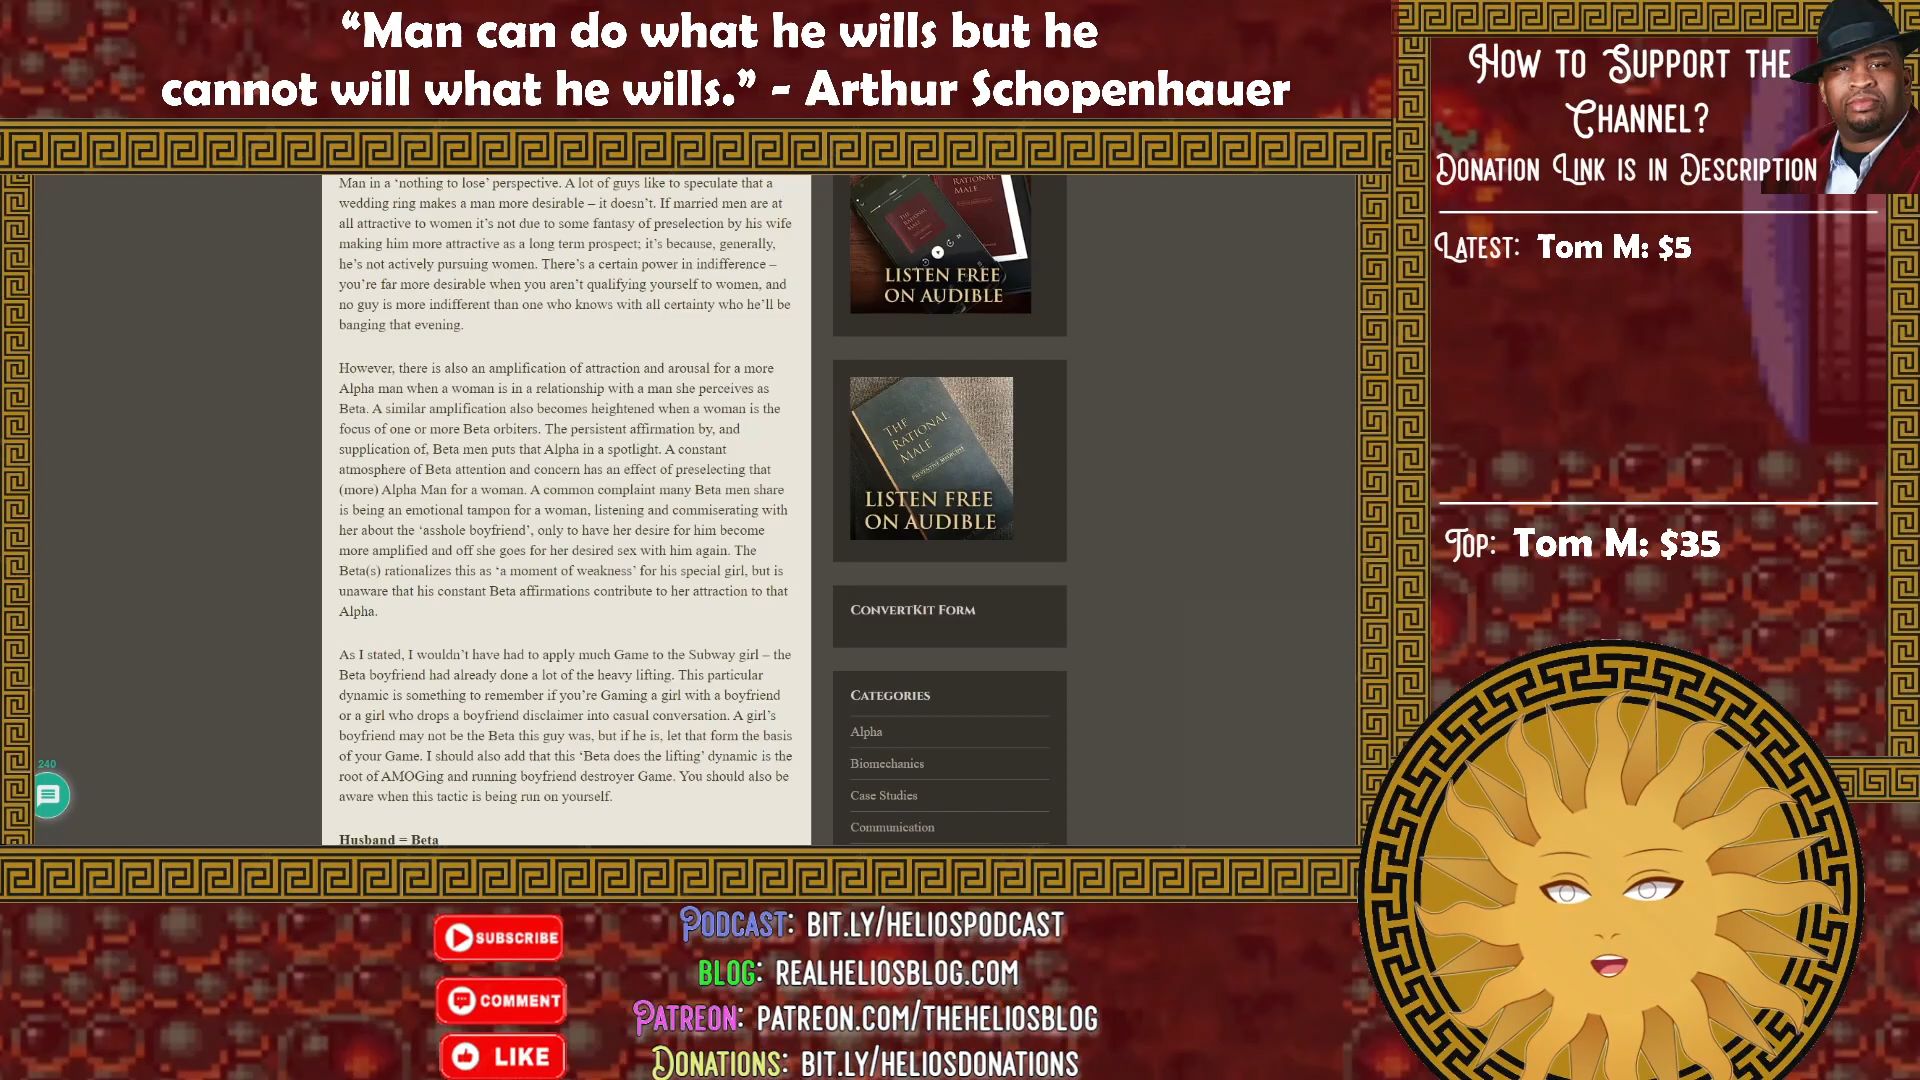 “Man can do what he wills but he
cannot will what he wills.” - Arthur Schopenhauer
How to Support the
Channel?
Donation Link is in Description
Latest: Tom M: $5
Top: Tom M: $35
Man in a ‘nothing to lose’ perspective. A lot of guys like to speculate that a
wedding ring makes a man more desirable – it doesn’t. If married men are at
all attractive to women it’s not due to some fantasy of preselection by his wife
making him more attractive as a long term prospect; it’s because, generally,
he’s not actively pursuing women. There’s a certain power in indifference –
you’re far more desirable when you aren’t qualifying yourself to women, and
no guy is more indifferent than one who knows with all certainty who he’ll be
banging that evening.
However, there is also an amplification of attraction and arousal for a more
Alpha man when a woman is in a relationship with a man she perceives as
Beta. A similar amplification also becomes heightened when a woman is the
focus of one or more Beta orbiters. The persistent affirmation by, and
supplication of, Beta men puts that Alpha in a spotlight. A constant
atmosphere of Beta attention and concern has an effect of preselecting that
(more) Alpha Man for a woman. A common complaint many Beta men share
is being an emotional tampon for a woman, listening and commiserating with
her about the ‘asshole boyfriend’, only to have her desire for him become
more amplified and off she goes for her desired sex with him again. The
Beta(s) rationalizes this as ‘a moment of weakness’ for his special girl, but is
unaware that his constant Beta affirmations contribute to her attraction to that
Alpha.
As I stated, I wouldn’t have had to apply much Game to the Subway girl – the
Beta boyfriend had already done a lot of the heavy lifting. This particular
dynamic is something to remember if you’re Gaming a girl with a boyfriend
or a girl who drops a boyfriend disclaimer into casual conversation. A girl’s
boyfriend may not be the Beta this guy was, but if he is, let that form the basis
of your Game. I should also add that this ‘Beta does the lifting’ dynamic is the
root of AMOGing and running boyfriend destroyer Game. You should also be
aware when this tactic is being run on yourself.
Husband = Beta
240
RATIONAL
MALE
THE
RATIONAL
MALE
LISTEN FREE
ON AUDIBLE
THE
RATIONAL
MALE
PREVENTIVE MEDICINE
LISTEN FREE
ON AUDIBLE
ConvertKit Form
Categories
Alpha
Biomechanics
Case Studies
Communication
SUBSCRIBE
COMMENT
LIKE
Podcast: bit.ly/heliospodcast
Blog: realheliosblog.com
Patreon: patreon.com/theheliosblog
Donations: bit.ly/heliosdonations